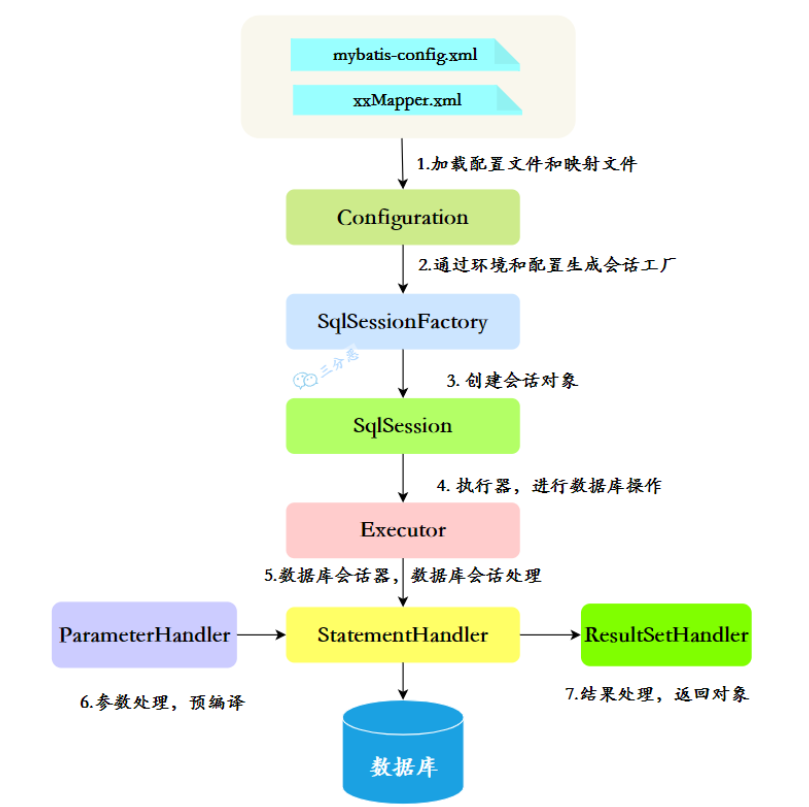 mybatis-config.xml
xxMapper.xml
1.加载配置文件和映射文件
Configuration
2.通过环境和配置生成会话工厂
SqlSessionFactory
三分恶
3. 创建会话对象
SqlSession
4. 执行器，进行数据库操作
Executor
5.数据库会话器，数据库会话处理
ParameterHandler
StatementHandler
ResultSetHandler
6.参数处理，预编译
7.结果处理，返回对象
数据库